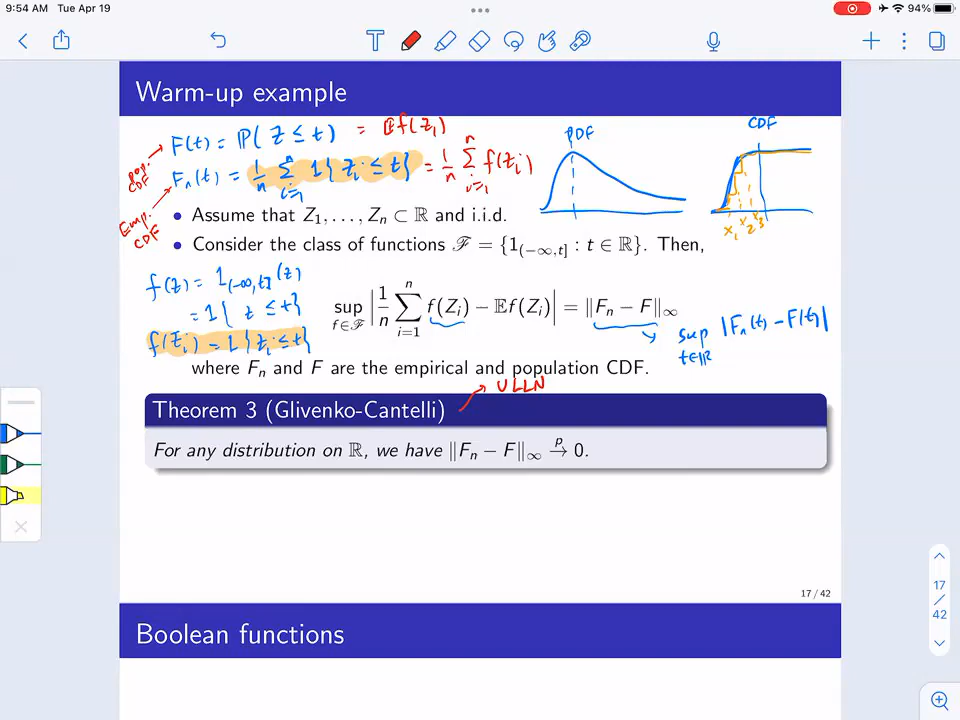 9:54 AM Tue Apr 19
94%
Warm-up example
F(t) = ℙ( Z ≤ t ) = 𝔼f(Z₁)
Pop. CDF
Fₙ(t) = 1/n ∑ᵢ₌₁ⁿ 1{ Zᵢ ≤ t} = 1/n ∑ᵢ₌₁ⁿ f(Zᵢ)
Emp. CDF
PDF
CDF
x₁ x₂ x₃
• Assume that Z₁, . . . , Zₙ ⊂ ℝ and i.i.d.
• Consider the class of functions ℱ = {1₍₋∞,ₜ] : t ∈ ℝ}. Then,
f(z) = 1₍₋∞,ₜ](z)
= 1{ z ≤ t}
f(Zᵢ) = 1{ Zᵢ ≤ t}
sup_{f∈ℱ} |1/n ∑ᵢ₌₁ⁿ f(Zᵢ) − 𝔼f(Zᵢ)| = ‖Fₙ − F‖∞
sup_{t∈ℝ} |Fₙ(t) − F(t)|
where Fₙ and F are the empirical and population CDF.
ULLN
Theorem 3 (Glivenko-Cantelli)
For any distribution on ℝ, we have ‖Fₙ − F‖∞ →ᵖ 0.
17 / 42
17
/
42
Boolean functions